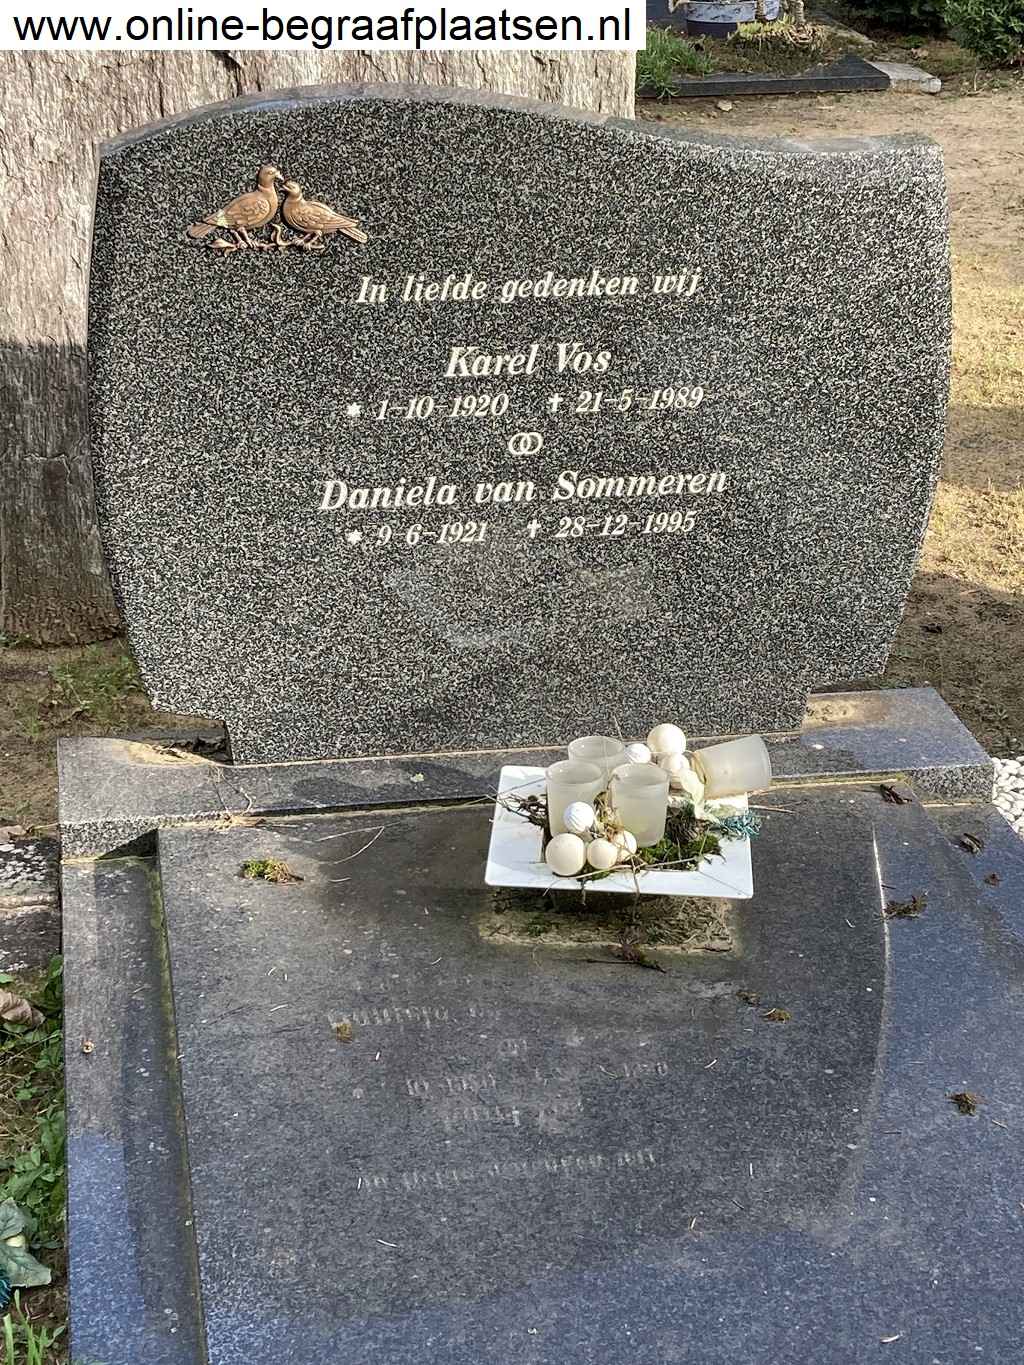 www.online-begraafplaatsen.nl
In liefde gedenken wij
Karel Vos
* 1-10-1920 † 21-5-1989
Daniela van Sommeren
* 9-6-1921 † 28-12-1995